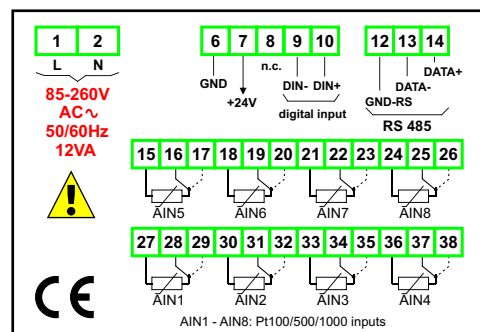 1 2 6 7 8 9 10 12 13 14
L N GND +24V n.c. DIN- DIN+ GND-RS DATA- DATA+
digital input RS 485
85-260V
AC∿
50/60Hz
12VA
15 16 17 18 19 20 21 22 23 24 25 26
AIN5 AIN6 AIN7 AIN8
27 28 29 30 31 32 33 34 35 36 37 38
AIN1 AIN2 AIN3 AIN4
CE
AIN1 - AIN8: Pt100/500/1000 inputs